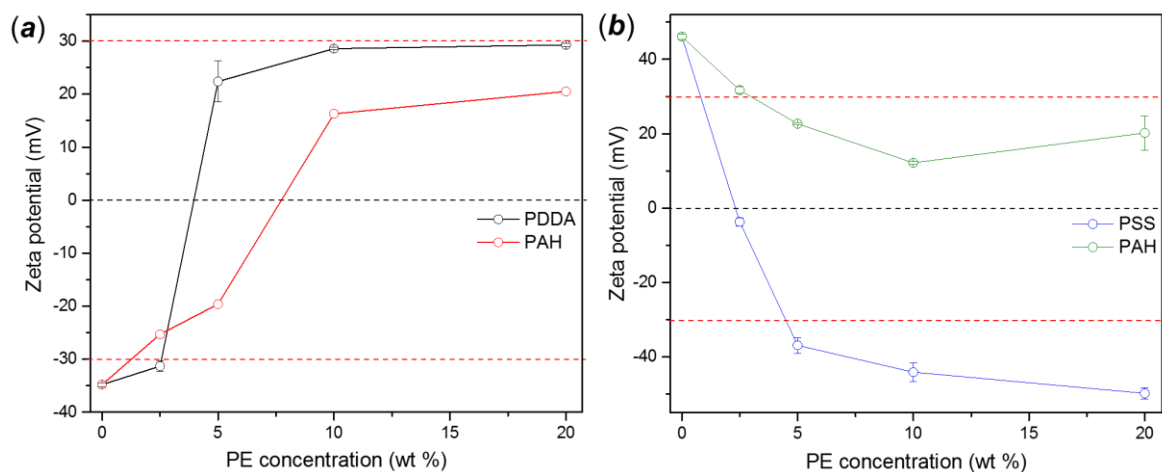 (a)
30
20
10
0
-10
-20
-30
-40
Zeta potential (mV)
PDDA
PAH
0
5
10
15
20
PE concentration (wt %)
(b)
40
20
0
-20
-40
Zeta potential (mV)
PSS
PAH
0
5
10
15
20
PE concentration (wt %)